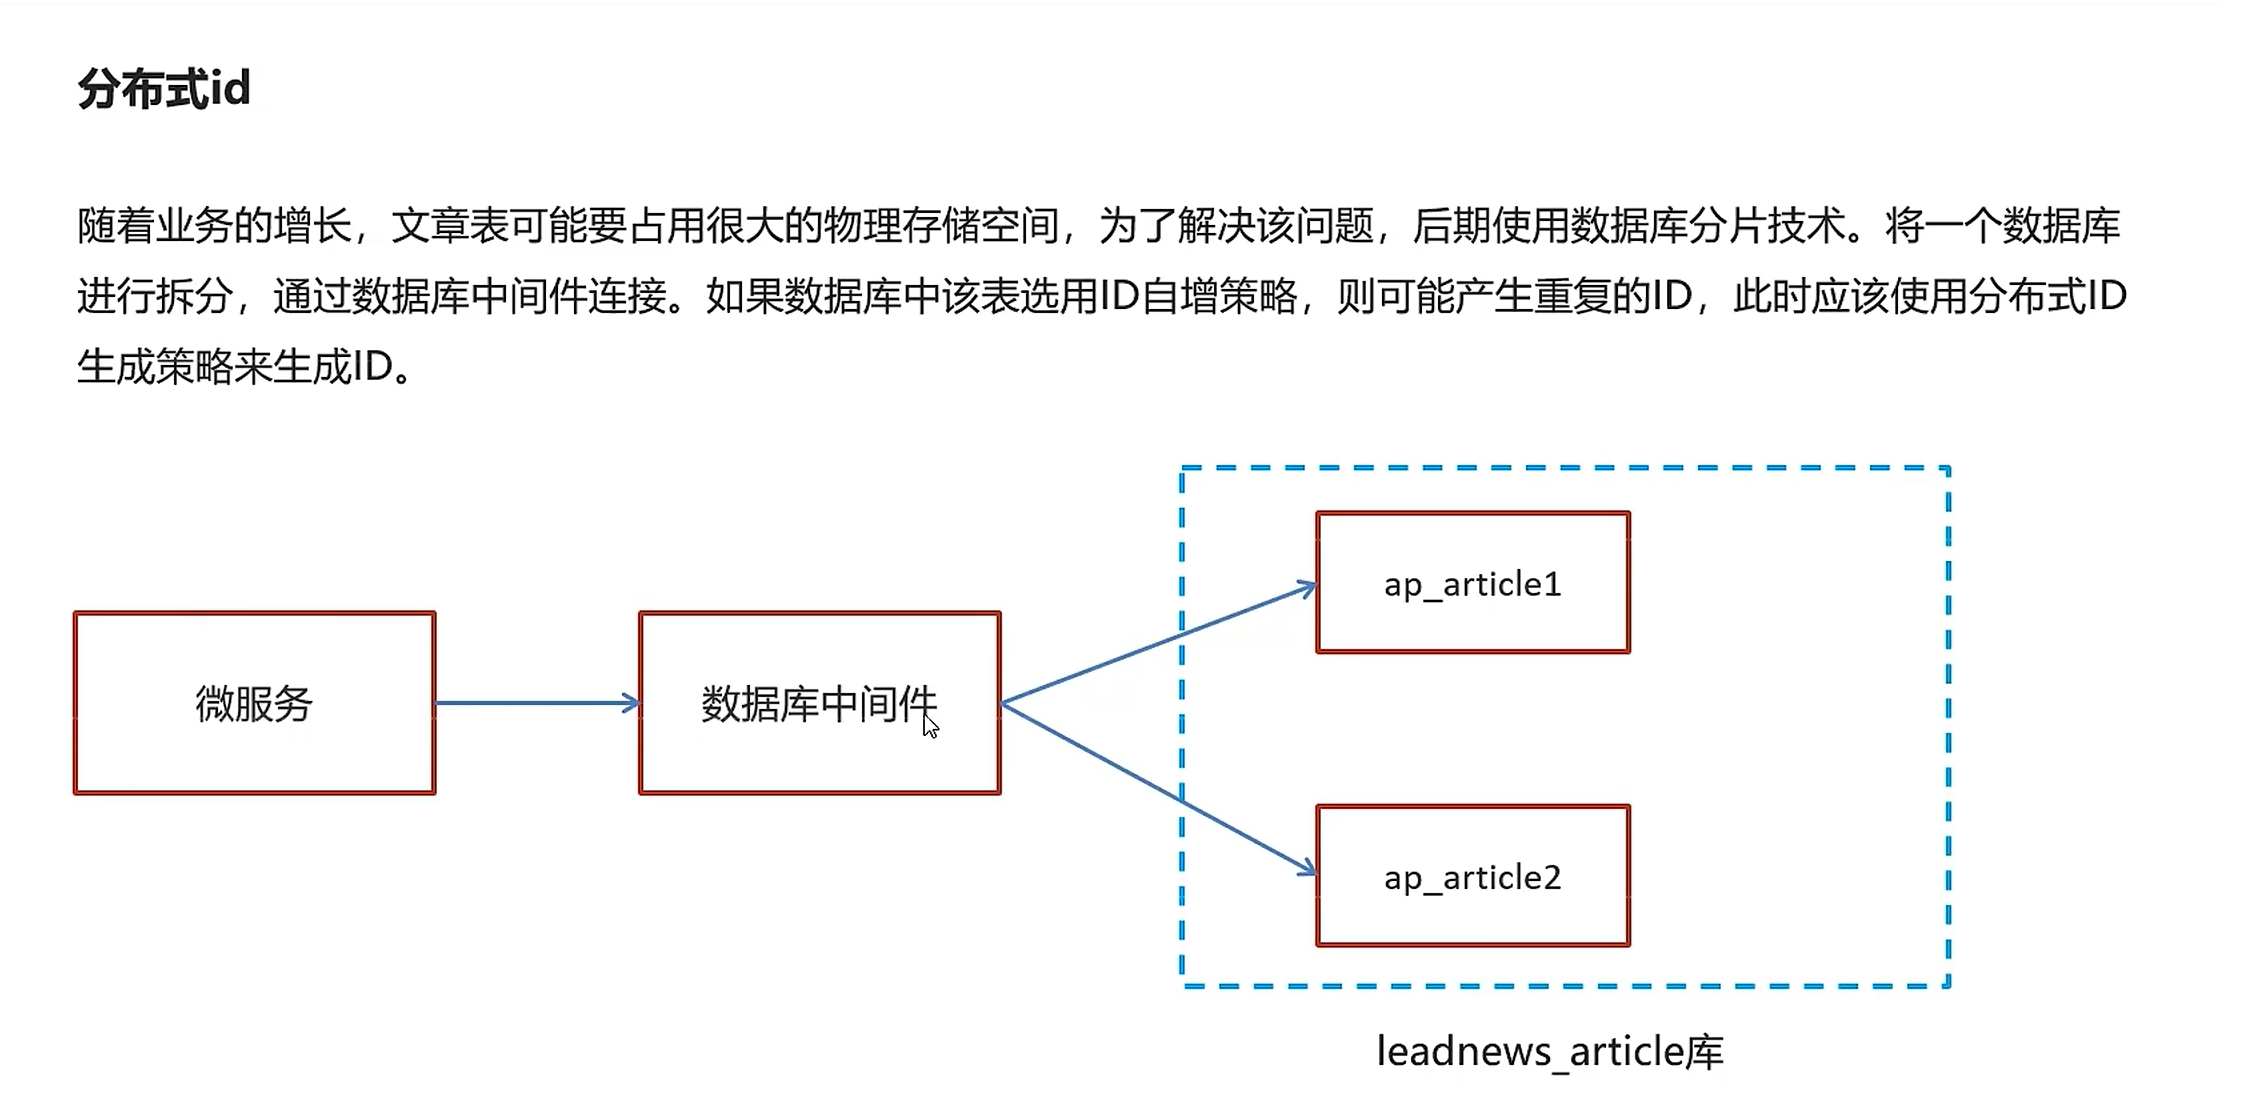 分布式id
随着业务的增长，文章表可能要占用很大的物理存储空间，为了解决该问题，后期使用数据库分片技术。将一个数据库
进行拆分，通过数据库中间件连接。如果数据库中该表选用ID自增策略，则可能产生重复的ID，此时应该使用分布式ID
生成策略来生成ID。
微服务
数据库中间件
ap_article1
ap_article2
leadnews_article库